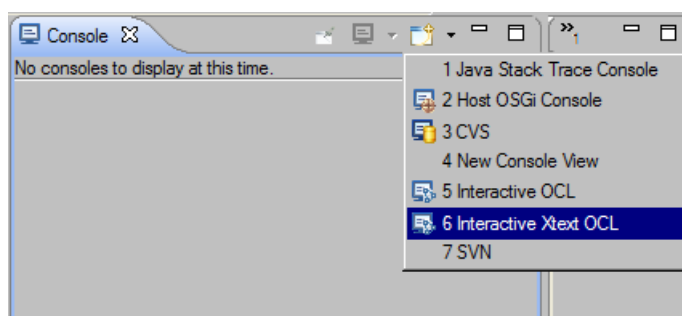 Console
»1
No consoles to display at this time.
1 Java Stack Trace Console
2 Host OSGi Console
3 CVS
4 New Console View
5 Interactive OCL
6 Interactive Xtext OCL
7 SVN